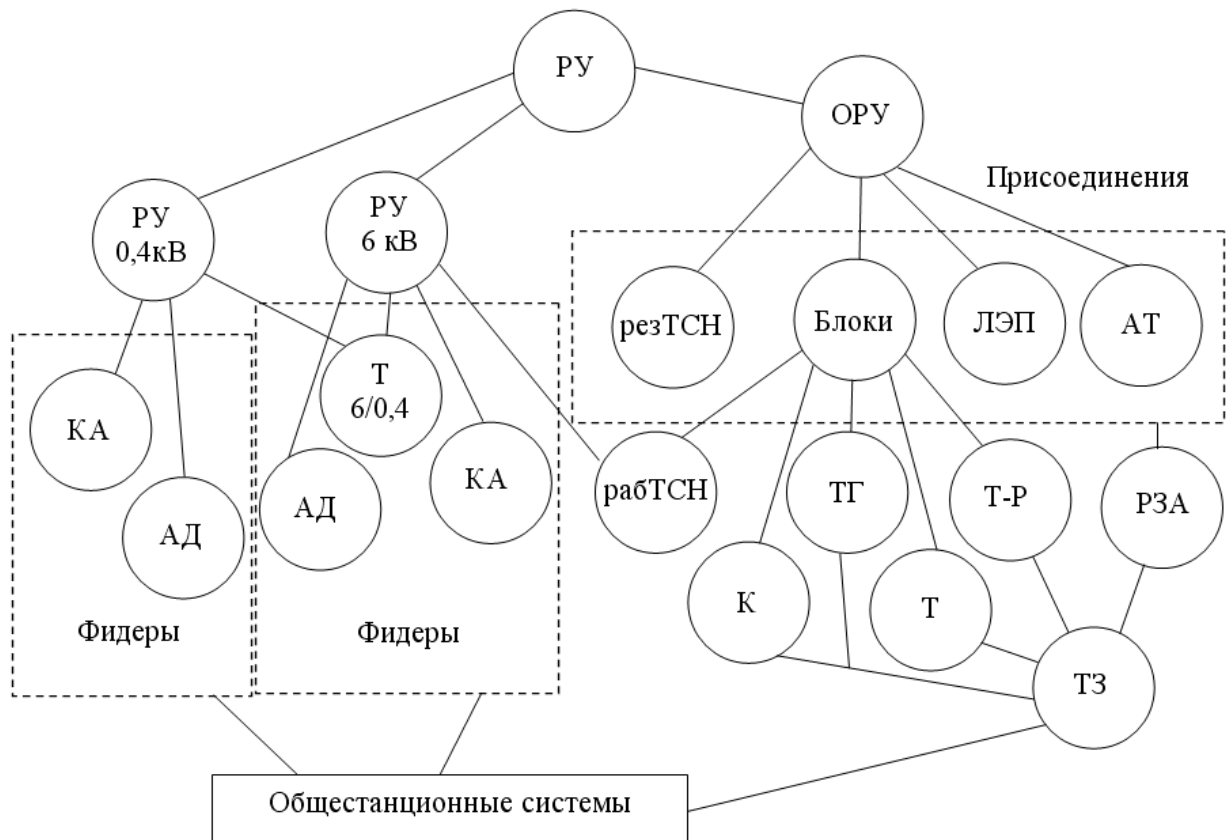 РУ
ОРУ
Присоединения
РУ
0,4кВ
РУ
6 кВ
резТСН
Блоки
ЛЭП
АТ
КА
Т
6/0,4
АД
КА
АД
рабТСН
ТГ
Т-Р
РЗА
К
Т
ТЗ
Фидеры
Фидеры
Общестанционные системы